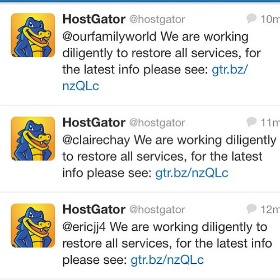 HostGator @hostgator 10m
@ourfamilyworld We are working
diligently to restore all services, for
the latest info please see: gtr.bz/
nzQLc
HostGator @hostgator 11m
@clairechay We are working diligently
to restore all services, for the latest
info please see: gtr.bz/nzQLc
HostGator @hostgator 12m
@ericjj4 We are working diligently to
restore all services, for the latest info
please see: gtr.bz/nzQLc